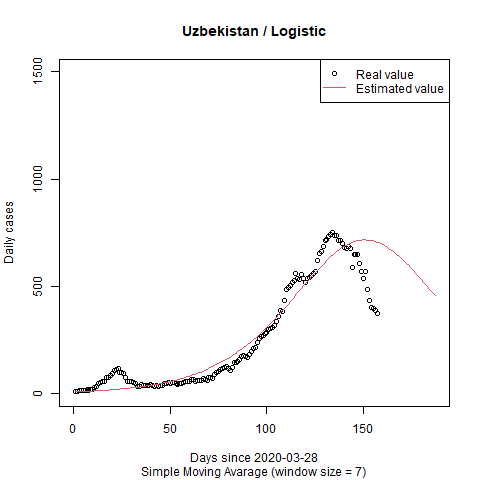 Uzbekistan / Logistic
Real value
Estimated value
Daily cases
0
500
1000
1500
0
50
100
150
Days since 2020-03-28
Simple Moving Avarage (window size = 7)